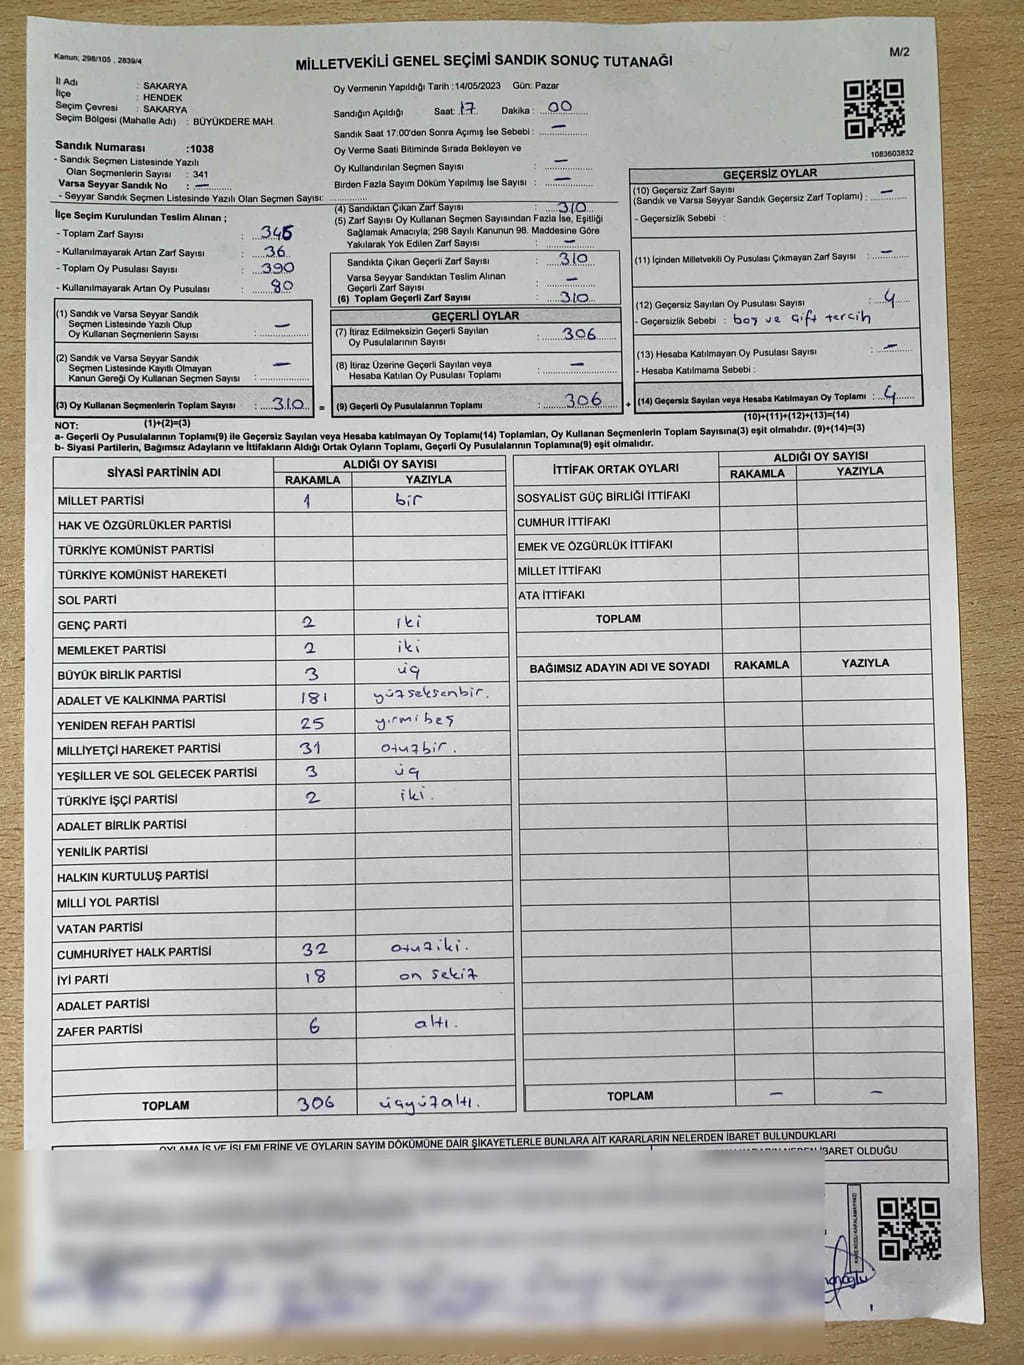 Kanun, 298/105 , 2839/4
M/2
MİLLETVEKİLİ GENEL SEÇİMİ SANDIK SONUÇ TUTANAĞI
İl Adı : SAKARYA
İlçe : HENDEK
Seçim Çevresi : SAKARYA
Seçim Bölgesi (Mahalle Adı) : BÜYÜKDERE MAH.
Sandık Numarası :1038
- Sandık Seçmen Listesinde Yazılı
Olan Seçmenlerin Sayısı : 341
Varsa Seyyar Sandık No : —
- Seyyar Sandık Seçmen Listesinde Yazılı Olan Seçmen Sayısı:
Oy Vermenin Yapıldığı Tarih :14/05/2023 Gün: Pazar
Sandığın Açıldığı Saat: 17 Dakika : 00
Sandık Saat 17:00'den Sonra Açımış İse Sebebi : —
Oy Verme Saati Bitiminde Sırada Bekleyen ve
Oy Kullandırılan Seçmen Sayısı : —
Birden Fazla Sayım Döküm Yapılmış İse Sayısı : —
1083603832
İlçe Seçim Kurulundan Teslim Alınan ;
- Toplam Zarf Sayısı : 345
- Kullanılmayarak Artan Zarf Sayısı : 36
- Toplam Oy Pusulası Sayısı : 390
- Kullanılmayarak Artan Oy Pusulası : 80
(1) Sandık ve Varsa Seyyar Sandık
Seçmen Listesinde Yazılı Olup
Oy Kullanan Seçmenlerin Sayısı : —
(2) Sandık ve Varsa Seyyar Sandık
Seçmen Listesinde Kayıtlı Olmayan
Kanun Gereği Oy Kullanan Seçmen Sayısı : —
(3) Oy Kullanan Seçmenlerin Toplam Sayısı : 310 =
(1)+(2)=(3)
(4) Sandıktan Çıkan Zarf Sayısı : 310
(5) Zarf Sayısı Oy Kullanan Seçmen Sayısından Fazla İse, Eşitliği
Sağlamak Amacıyla; 298 Sayılı Kanunun 98. Maddesine Göre
Yakılarak Yok Edilen Zarf Sayısı : —
Sandıkta Çıkan Geçerli Zarf Sayısı : 310
Varsa Seyyar Sandıktan Teslim Alınan
Geçerli Zarf Sayısı : —
(6) Toplam Geçerli Zarf Sayısı : 310
GEÇERLİ OYLAR
(7) İtiraz Edilmeksizin Geçerli Sayılan
Oy Pusulalarının Sayısı : 306
(8) İtiraz Üzerine Geçerli Sayılan veya
Hesaba Katılan Oy Pusulası Toplamı : —
(9) Geçerli Oy Pusulalarının Toplamı : 306 +
GEÇERSİZ OYLAR
(10) Geçersiz Zarf Sayısı
(Sandık ve Varsa Seyyar Sandık Geçersiz Zarf Toplamı) : —
- Geçersizlik Sebebi :
(11) İçinden Milletvekili Oy Pusulası Çıkmayan Zarf Sayısı : —
(12) Geçersiz Sayılan Oy Pusulası Sayısı : 4
- Geçersizlik Sebebi : boş ve çift tercih
(13) Hesaba Katılmayan Oy Pusulası Sayısı : —
- Hesaba Katılmama Sebebi :
(14) Geçersiz Sayılan veya Hesaba Katılmayan Oy Toplamı : 4
(10)+(11)+(12)+(13)=(14)
NOT:
a- Geçerli Oy Pusulalarının Toplamı(9) ile Geçersiz Sayılan veya Hesaba katılmayan Oy Toplamı(14) Toplamları, Oy Kullanan Seçmenlerin Toplam Sayısına(3) eşit olmalıdır. (9)+(14)=(3)
b- Siyasi Partilerin, Bağımsız Adayların ve İttifakların Aldığı Ortak Oyların Toplamı, Geçerli Oy Pusulalarının Toplamına(9) eşit olmalıdır.
SİYASİ PARTİNİN ADI ALDIĞI OY SAYISI
RAKAMLA YAZIYLA
MİLLET PARTİSİ 1 bir
HAK VE ÖZGÜRLÜKLER PARTİSİ
TÜRKİYE KOMÜNİST PARTİSİ
TÜRKİYE KOMÜNİST HAREKETİ
SOL PARTİ
GENÇ PARTİ 2 iki
MEMLEKET PARTİSİ 2 iki
BÜYÜK BİRLİK PARTİSİ 3 üç
ADALET VE KALKINMA PARTİSİ 181 yüzseksenbir.
YENİDEN REFAH PARTİSİ 25 yirmibeş
MİLLİYETÇİ HAREKET PARTİSİ 31 otuzbir.
YEŞİLLER VE SOL GELECEK PARTİSİ 3 üç
TÜRKİYE İŞÇİ PARTİSİ 2 iki.
ADALET BİRLİK PARTİSİ
YENİLİK PARTİSİ
HALKIN KURTULUŞ PARTİSİ
MİLLİ YOL PARTİSİ
VATAN PARTİSİ
CUMHURİYET HALK PARTİSİ 32 otuziki.
İYİ PARTİ 18 on sekiz
ADALET PARTİSİ
ZAFER PARTİSİ 6 altı.
TOPLAM 306 üçyüzaltı.
İTTİFAK ORTAK OYLARI ALDIĞI OY SAYISI
RAKAMLA YAZIYLA
SOSYALİST GÜÇ BİRLİĞİ İTTİFAKI
CUMHUR İTTİFAKI
EMEK VE ÖZGÜRLÜK İTTİFAKI
MİLLET İTTİFAKI
ATA İTTİFAKI
TOPLAM
BAĞIMSIZ ADAYIN ADI VE SOYADI RAKAMLA YAZIYLA
TOPLAM — —
OYLAMA İŞ VE İŞLEMLERİNE VE OYLARIN SAYIM DÖKÜMÜNE DAİR ŞİKAYETLERLE BUNLARA AİT KARARLARIN NELERDEN İBARET BULUNDUKLARI
İBARET OLDUĞU